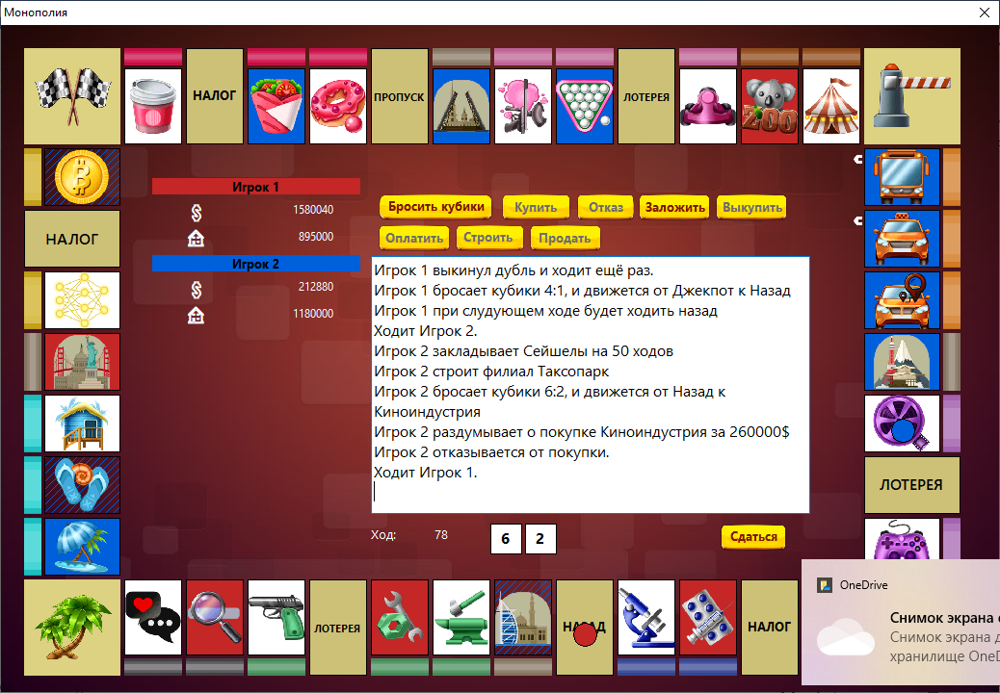 Монополия
НАЛОГ
ПРОПУСК
ЛОТЕРЕЯ
ZOO
НАЛОГ
Игрок 1
1580040
895000
Игрок 2
212880
1180000
Бросить кубики
Купить
Отказ
Заложить
Выкупить
Оплатить
Строить
Продать
Игрок 1 выкинул дубль и ходит ещё раз.
Игрок 1 бросает кубики 4:1, и движется от Джекпот к Назад
Игрок 1 при слудующем ходе будет ходить назад
Ходит Игрок 2.
Игрок 2 закладывает Сейшелы на 50 ходов
Игрок 2 строит филиал Таксопарк
Игрок 2 бросает кубики 6:2, и движется от Назад к
Киноиндустрия
Игрок 2 раздумывает о покупке Киноиндустрия за 260000$
Игрок 2 отказывается от покупки.
Ходит Игрок 1.
ЛОТЕРЕЯ
Ход:
78
6
2
Сдаться
ЛОТЕРЕЯ
НАЗАД
НАЛОГ
OneDrive
Снимок экрана
Снимок экрана
хранилище OneD